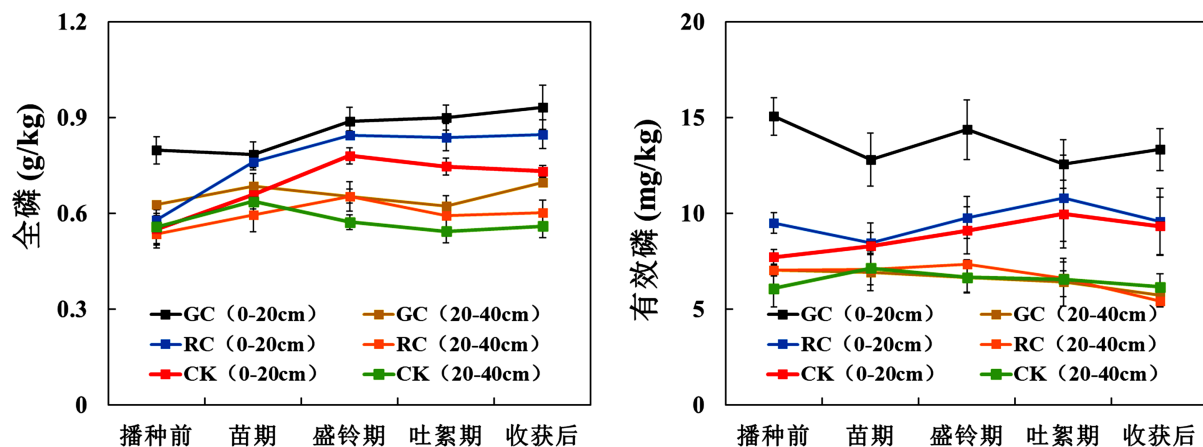 全磷 (g/kg)
1.2
0.9
0.6
0.3
0
GC（0-20cm） GC（20-40cm）
RC（0-20cm） RC（20-40cm）
CK（0-20cm） CK（20-40cm）
播种前 苗期 盛铃期 吐絮期 收获后
有效磷 (mg/kg)
20
15
10
5
0
GC（0-20cm） GC（20-40cm）
RC（0-20cm） RC（20-40cm）
CK（0-20cm） CK（20-40cm）
播种前 苗期 盛铃期 吐絮期 收获后